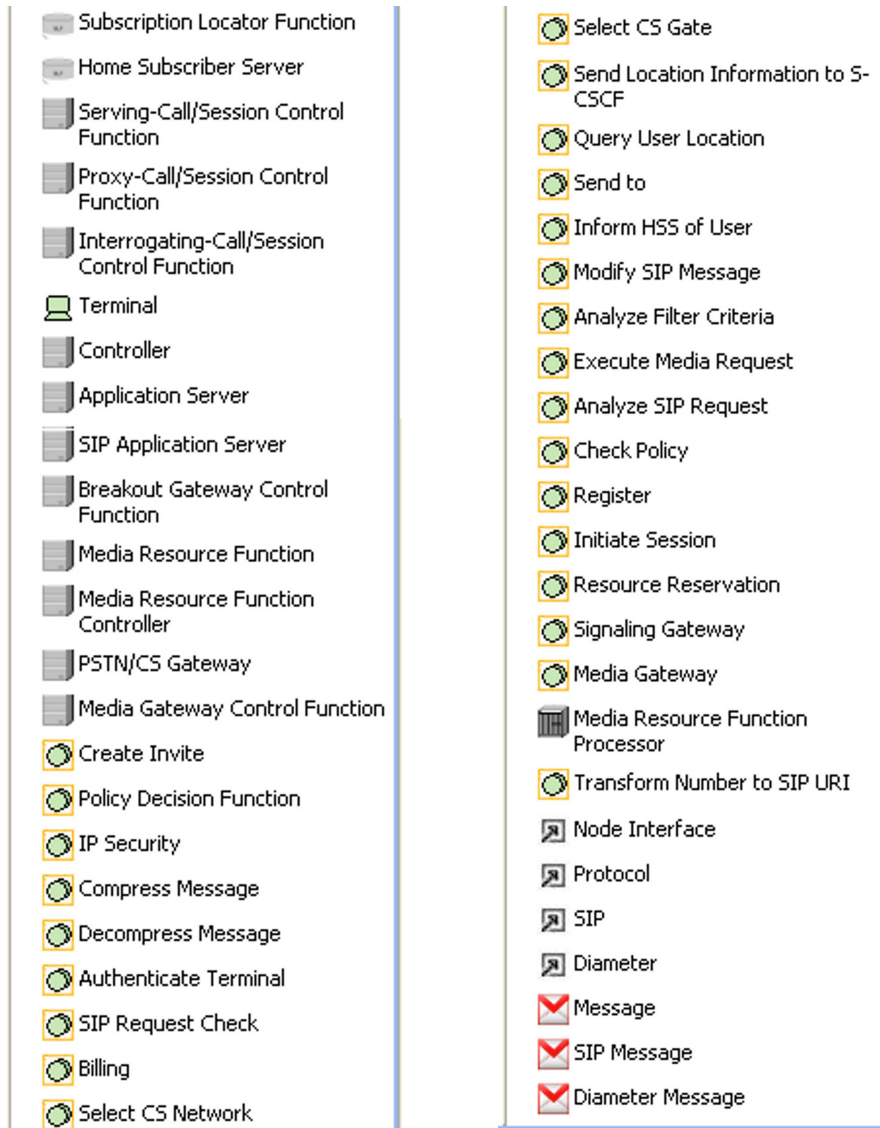 Subscription Locator Function
Home Subscriber Server
Serving-Call/Session Control
Function
Proxy-Call/Session Control
Function
Interrogating-Call/Session
Control Function
Terminal
Controller
Application Server
SIP Application Server
Breakout Gateway Control
Function
Media Resource Function
Media Resource Function
Controller
PSTN/CS Gateway
Media Gateway Control Function
Create Invite
Policy Decision Function
IP Security
Compress Message
Decompress Message
Authenticate Terminal
SIP Request Check
Billing
Select CS Network
Select CS Gate
Send Location Information to S-
CSCF
Query User Location
Send to
Inform HSS of User
Modify SIP Message
Analyze Filter Criteria
Execute Media Request
Analyze SIP Request
Check Policy
Register
Initiate Session
Resource Reservation
Signaling Gateway
Media Gateway
Media Resource Function
Processor
Transform Number to SIP URI
Node Interface
Protocol
SIP
Diameter
Message
SIP Message
Diameter Message